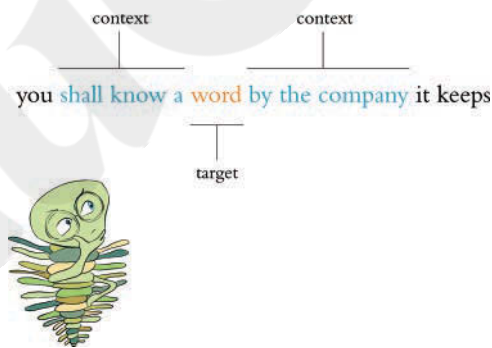 context context
you shall know a word by the company it keeps
target